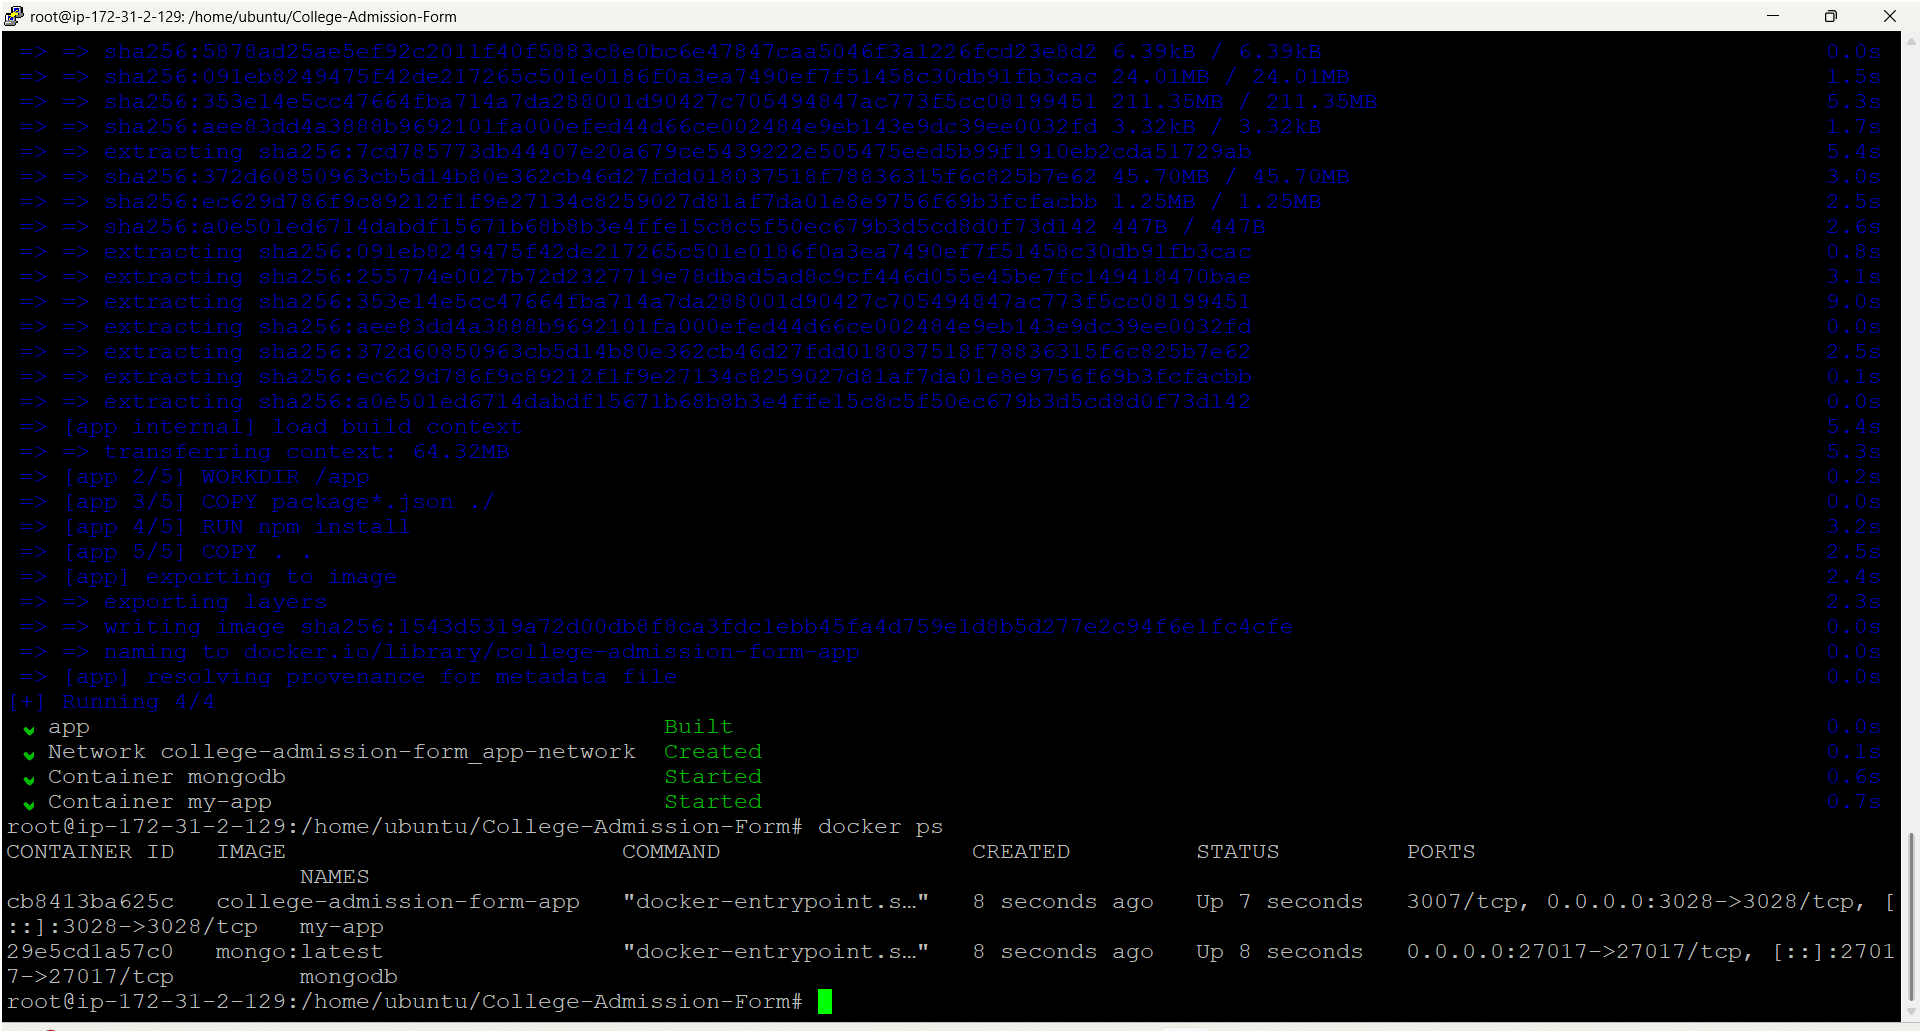 root@ip-172-31-2-129: /home/ubuntu/College-Admission-Form
=> => sha256:5878ad25ae5ef92c2011f40f5883c8e0bc6e47847caa5046f3a1226fcd23e8d2 6.39kB / 6.39kB 0.0s
=> => sha256:091eb8249475f42de217265c501e0186f0a3ea7490ef7f51458c30db91fb3cac 24.01MB / 24.01MB 1.5s
=> => sha256:353e14e5cc47664fba714a7da288001d90427c705494847ac773f5cc08199451 211.35MB / 211.35MB 5.3s
=> => sha256:aee83dd4a3888b9692101fa000efed44d66ce002484e9eb143e9dc39ee0032fd 3.32kB / 3.32kB 1.7s
=> => extracting sha256:7cd785773db44407e20a679ce5439222e505475eed5b99f1910eb2cda51729ab 5.4s
=> => sha256:372d60850963cb5d14b80e362cb46d27fdd018037518f78836315f6c825b7e62 45.70MB / 45.70MB 3.0s
=> => sha256:ec629d786f9c89212f1f9e27134c8259027d81af7da01e8e9756f69b3fcfacbb 1.25MB / 1.25MB 2.5s
=> => sha256:a0e501ed6714dabdf15671b68b8b3e4ffe15c8c5f50ec679b3d5cd8d0f73d142 447B / 447B 2.6s
=> => extracting sha256:091eb8249475f42de217265c501e0186f0a3ea7490ef7f51458c30db91fb3cac 0.8s
=> => extracting sha256:255774e0027b72d2327719e78dbad5ad8c9cf446d055e45be7fc149418470bae 3.1s
=> => extracting sha256:353e14e5cc47664fba714a7da288001d90427c705494847ac773f5cc08199451 9.0s
=> => extracting sha256:aee83dd4a3888b9692101fa000efed44d66ce002484e9eb143e9dc39ee0032fd 0.0s
=> => extracting sha256:372d60850963cb5d14b80e362cb46d27fdd018037518f78836315f6c825b7e62 2.5s
=> => extracting sha256:ec629d786f9c89212f1f9e27134c8259027d81af7da01e8e9756f69b3fcfacbb 0.1s
=> => extracting sha256:a0e501ed6714dabdf15671b68b8b3e4ffe15c8c5f50ec679b3d5cd8d0f73d142 0.0s
=> [app internal] load build context 5.4s
=> => transferring context: 64.32MB 5.3s
=> [app 2/5] WORKDIR /app 0.2s
=> [app 3/5] COPY package*.json ./ 0.0s
=> [app 4/5] RUN npm install 3.2s
=> [app 5/5] COPY . . 2.5s
=> [app] exporting to image 2.4s
=> => exporting layers 2.3s
=> => writing image sha256:1543d5319a72d00db8f8ca3fdc1ebb45fa4d759e1d8b5d277e2c94f6e1fc4cfe 0.0s
=> => naming to docker.io/library/college-admission-form-app 0.0s
=> [app] resolving provenance for metadata file 0.0s
[+] Running 4/4
✔ app Built 0.0s
✔ Network college-admission-form_app-network Created 0.1s
✔ Container mongodb Started 0.6s
✔ Container my-app Started 0.7s
root@ip-172-31-2-129:/home/ubuntu/College-Admission-Form# docker ps
CONTAINER ID IMAGE COMMAND CREATED STATUS PORTS
NAMES
cb8413ba625c college-admission-form-app "docker-entrypoint.s…" 8 seconds ago Up 7 seconds 3007/tcp, 0.0.0.0:3028->3028/tcp, [
::]:3028->3028/tcp my-app
29e5cd1a57c0 mongo:latest "docker-entrypoint.s…" 8 seconds ago Up 8 seconds 0.0.0.0:27017->27017/tcp, [::]:2701
7->27017/tcp mongodb
root@ip-172-31-2-129:/home/ubuntu/College-Admission-Form#